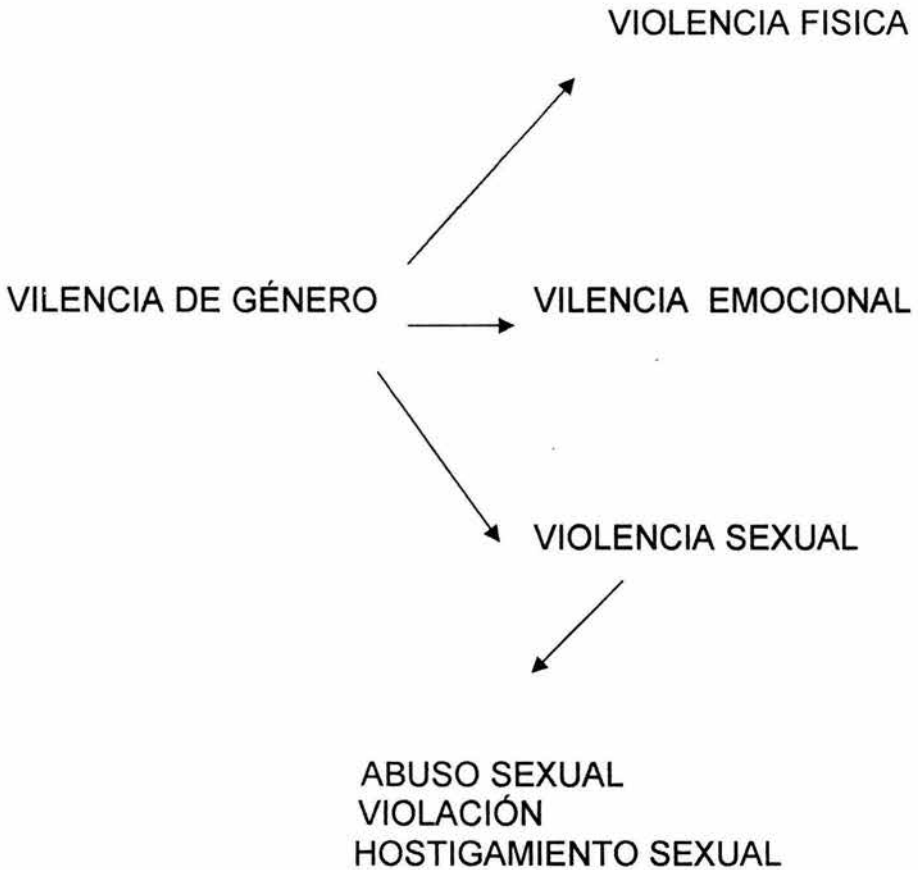 VIOLENCIA FISICA
VILENCIA DE GÉNERO
VILENCIA EMOCIONAL
VIOLENCIA SEXUAL
ABUSO SEXUAL
VIOLACIÓN
HOSTIGAMIENTO SEXUAL